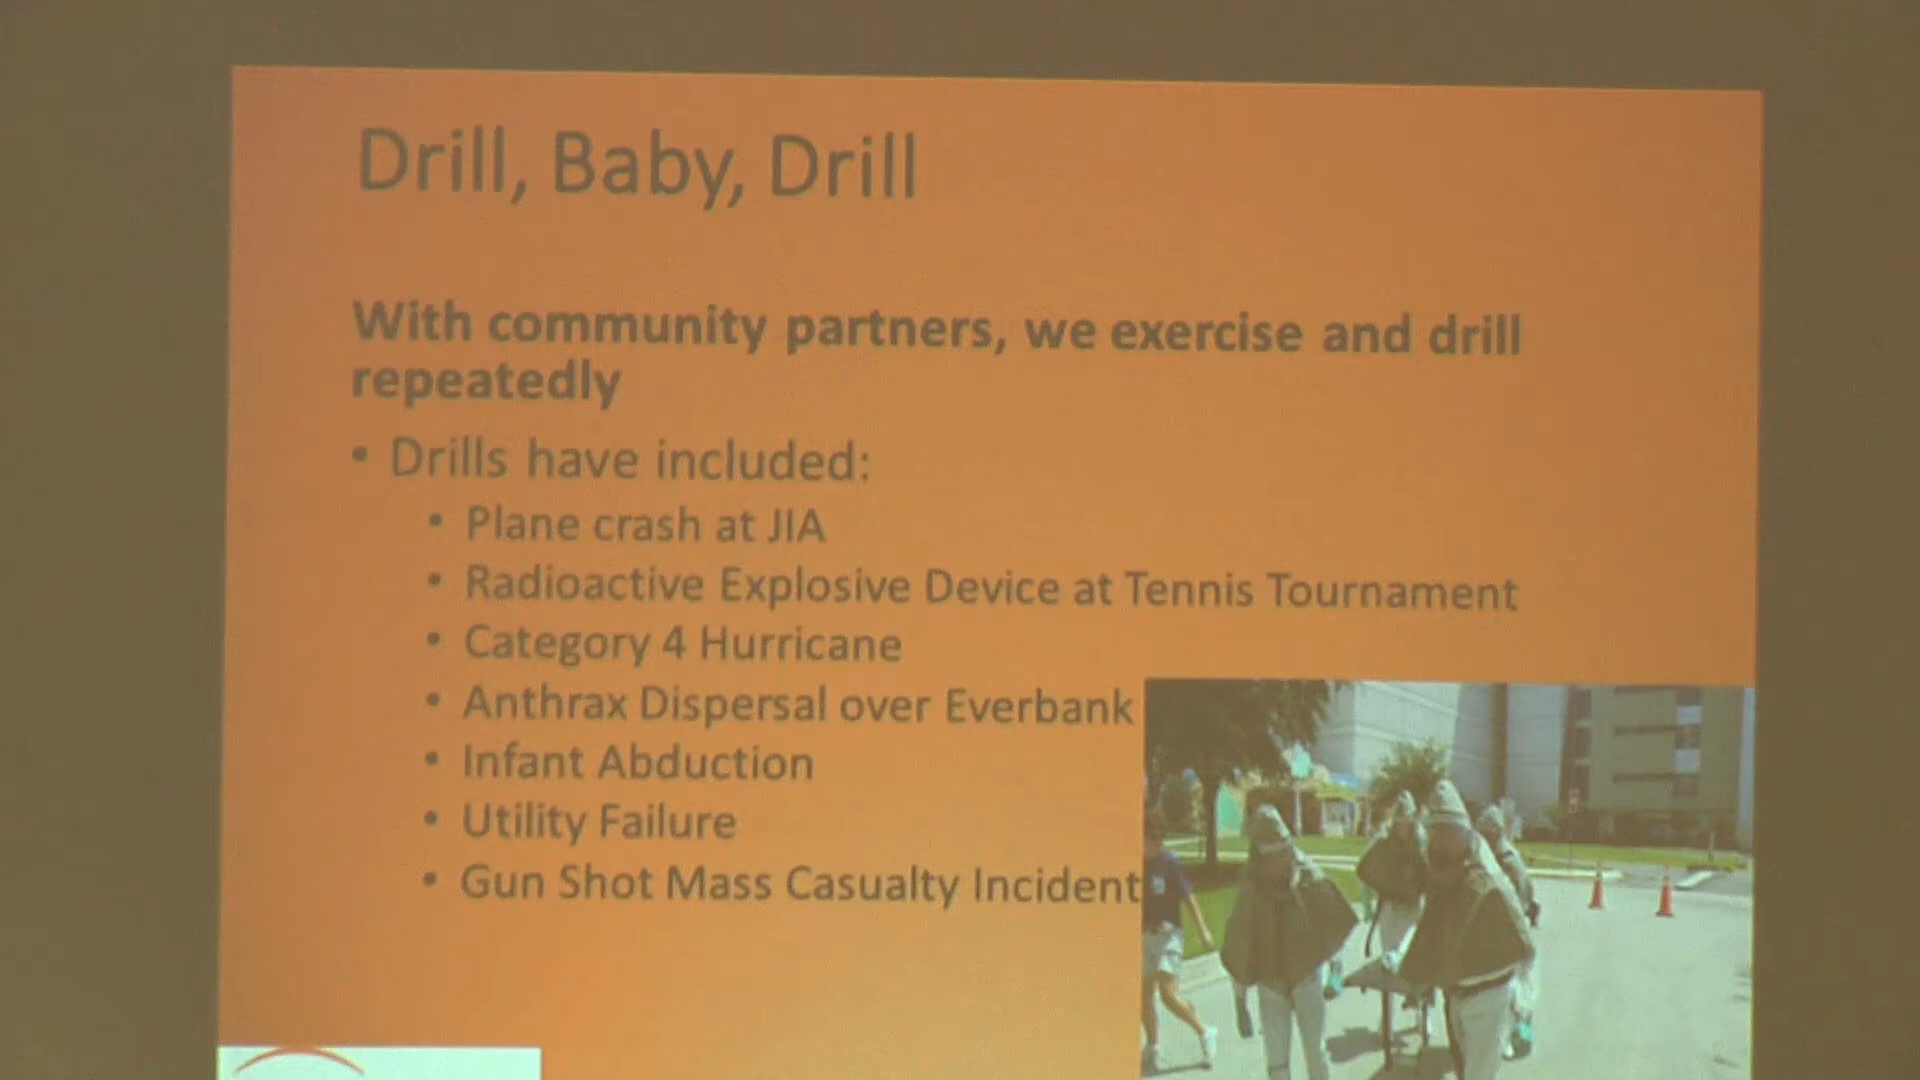 Drill, Baby, Drill
With community partners, we exercise and drill
repeatedly
• Drills have included:
• Plane crash at JIA
• Radioactive Explosive Device at Tennis Tournament
• Category 4 Hurricane
• Anthrax Dispersal over Everbank
• Infant Abduction
• Utility Failure
• Gun Shot Mass Casualty Incident